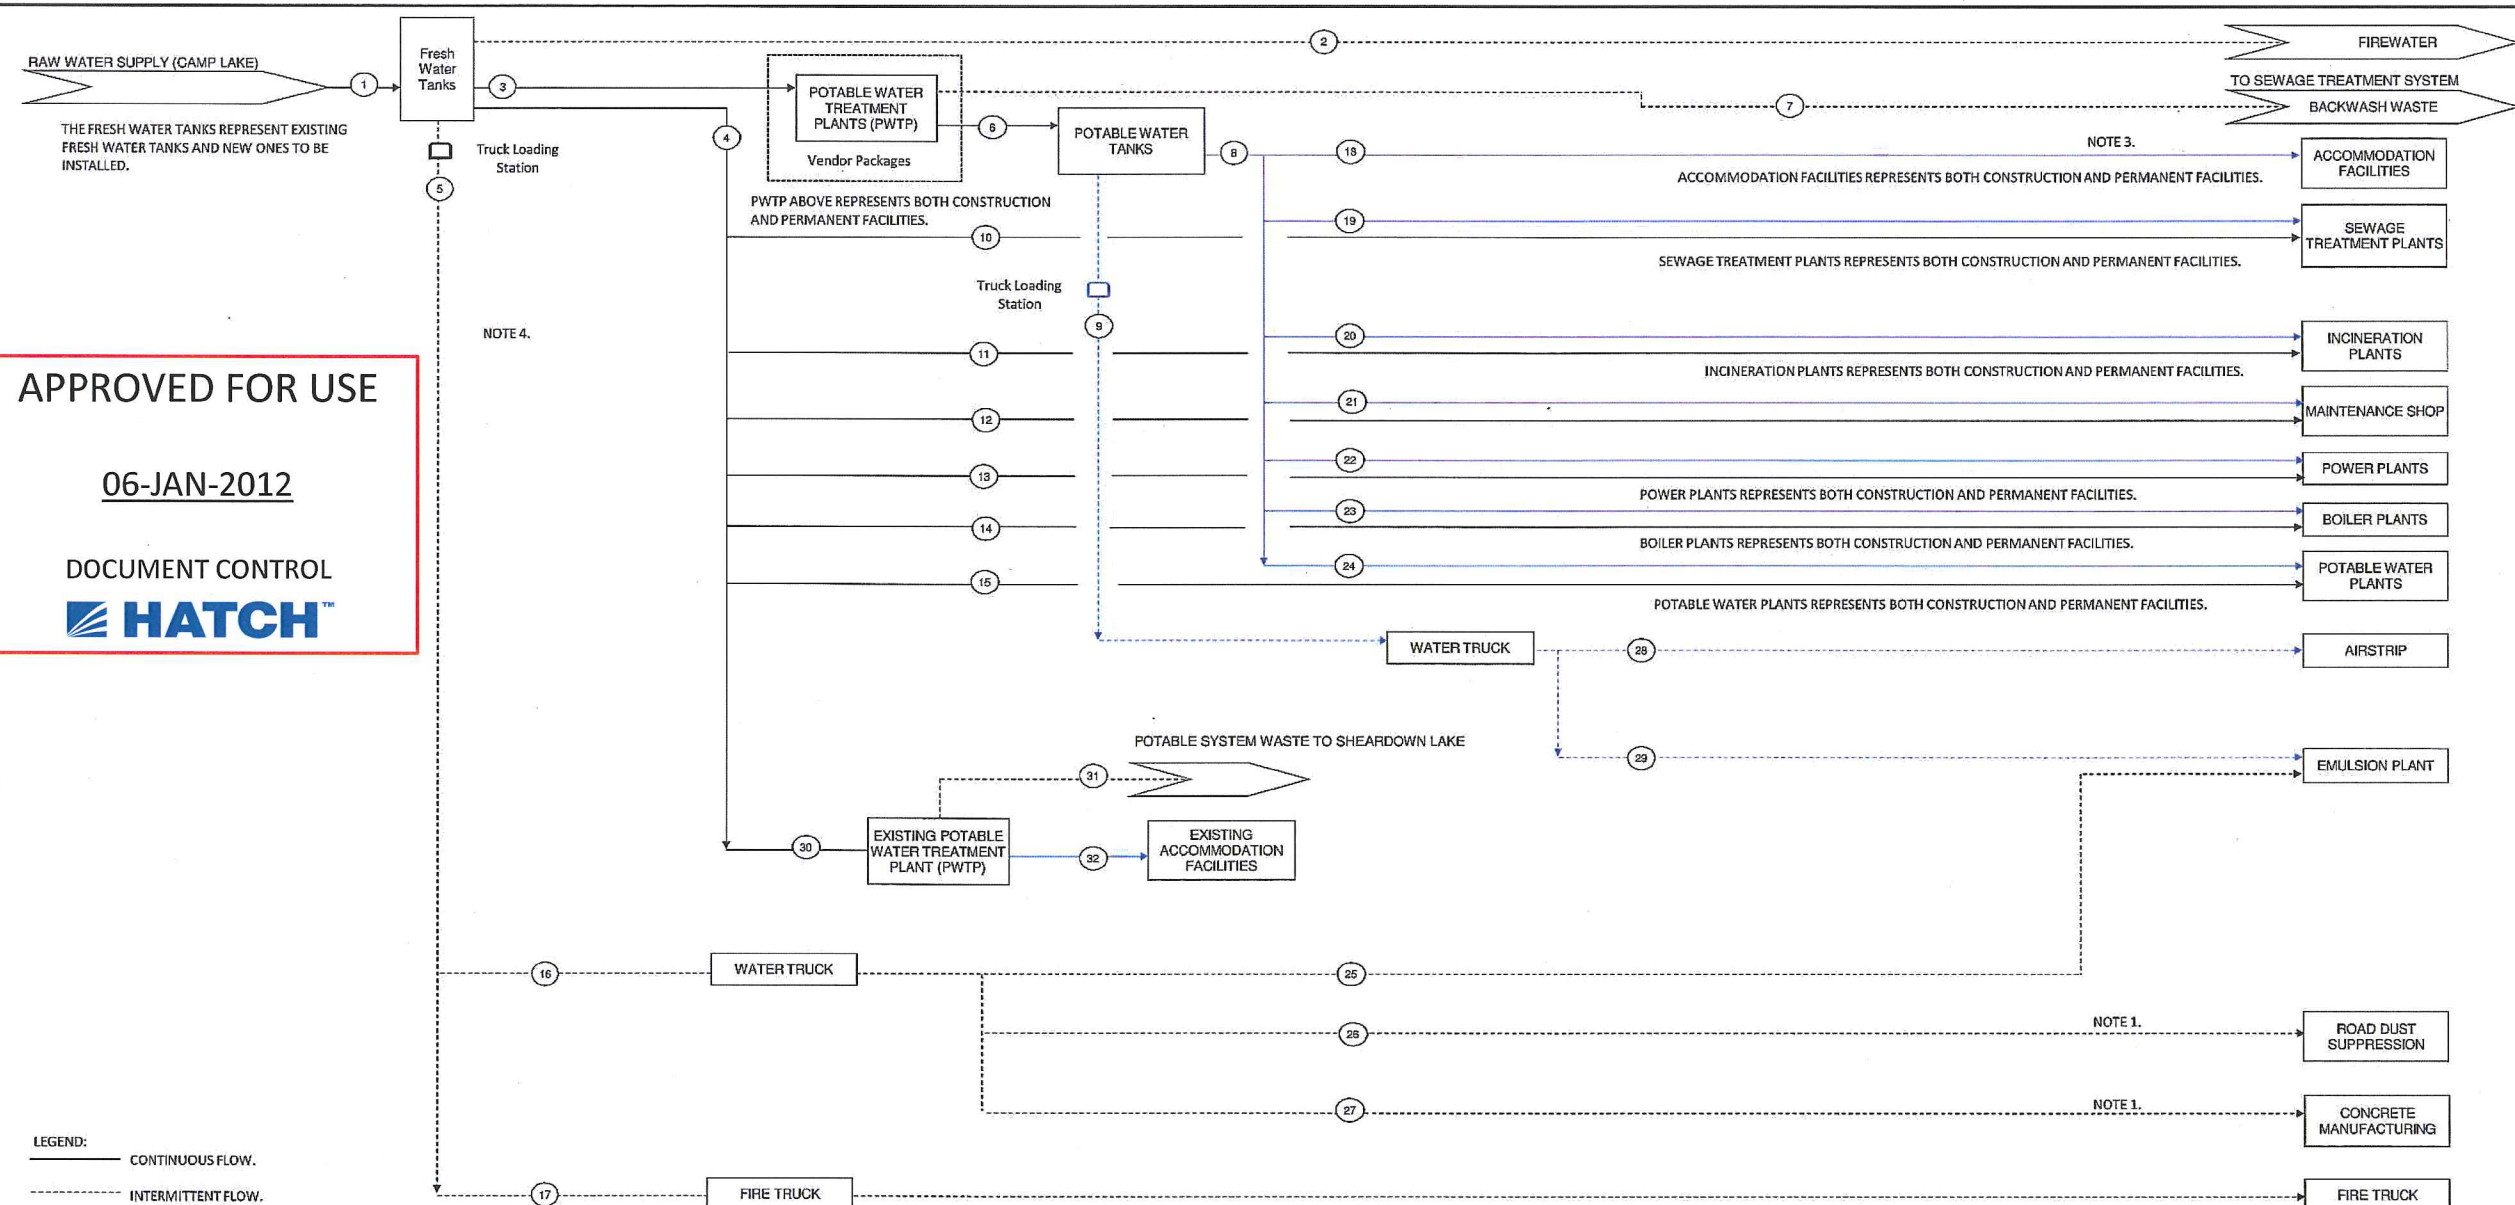 RAW WATER SUPPLY (CAMP LAKE)
1
THE FRESH WATER TANKS REPRESENT EXISTING
FRESH WATER TANKS AND NEW ONES TO BE
INSTALLED.
Fresh
Water
Tanks
2
FIREWATER
3
TO SEWAGE TREATMENT SYSTEM
BACKWASH WASTE
7
POTABLE WATER
TREATMENT
PLANTS (PWTP)
Vendor Packages
4
6
POTABLE WATER
TANKS
8
Truck Loading
Station
5
PWTP ABOVE REPRESENTS BOTH CONSTRUCTION
AND PERMANENT FACILITIES.
18
NOTE 3.
ACCOMMODATION
FACILITIES
ACCOMMODATION FACILITIES REPRESENTS BOTH CONSTRUCTION AND PERMANENT FACILITIES.
19
10
SEWAGE
TREATMENT PLANTS
SEWAGE TREATMENT PLANTS REPRESENTS BOTH CONSTRUCTION AND PERMANENT FACILITIES.
Truck Loading
Station
9
NOTE 4.
20
11
INCINERATION
PLANTS
INCINERATION PLANTS REPRESENTS BOTH CONSTRUCTION AND PERMANENT FACILITIES.
21
12
MAINTENANCE SHOP
22
13
POWER PLANTS
POWER PLANTS REPRESENTS BOTH CONSTRUCTION AND PERMANENT FACILITIES.
23
14
BOILER PLANTS
BOILER PLANTS REPRESENTS BOTH CONSTRUCTION AND PERMANENT FACILITIES.
24
15
POTABLE WATER
PLANTS
POTABLE WATER PLANTS REPRESENTS BOTH CONSTRUCTION AND PERMANENT FACILITIES.
APPROVED FOR USE
06-JAN-2012
DOCUMENT CONTROL
HATCH™
WATER TRUCK
28
AIRSTRIP
29
EMULSION PLANT
POTABLE SYSTEM WASTE TO SHEARDOWN LAKE
31
30
EXISTING POTABLE
WATER TREATMENT
PLANT (PWTP)
32
EXISTING
ACCOMMODATION
FACILITIES
16
WATER TRUCK
25
26
NOTE 1.
ROAD DUST
SUPPRESSION
27
NOTE 1.
CONCRETE
MANUFACTURING
17
FIRE TRUCK
FIRE TRUCK
LEGEND:
CONTINUOUS FLOW.
INTERMITTENT FLOW.